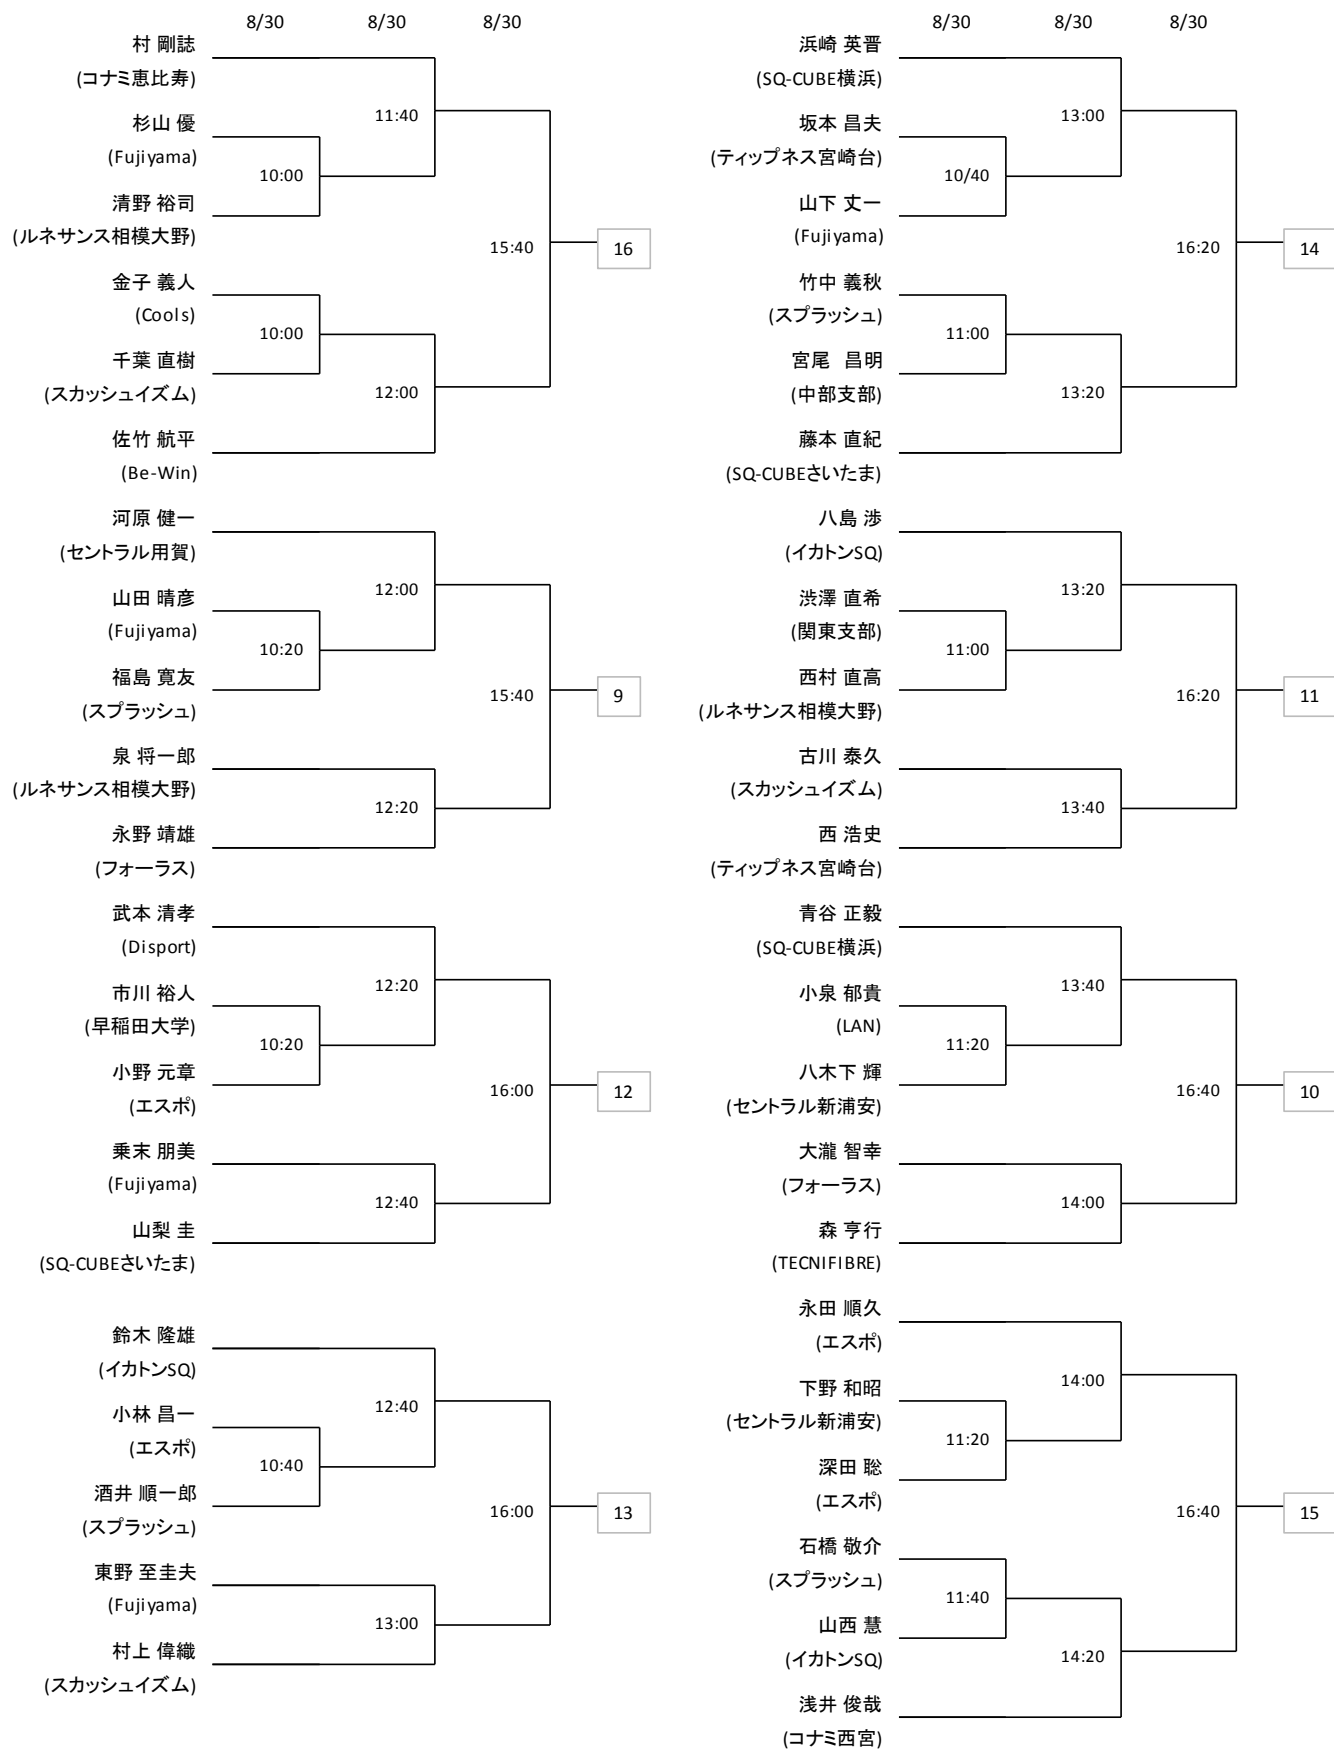 8/30 8/30 8/30
村 剛誌
(コナミ恵比寿)
11:40
杉山 優
(Fujiyama)
10:00
清野 裕司
(ルネサンス相模大野)
15:40
16
金子 義人
(Cools)
10:00
千葉 直樹
(スカッシュイズム)
12:00
佐竹 航平
(Be-Win)
河原 健一
(セントラル用賀)
12:00
山田 晴彦
(Fujiyama)
10:20
福島 寛友
(スプラッシュ)
15:40
9
泉 将一郎
(ルネサンス相模大野)
12:20
永野 靖雄
(フォーラス)
武本 清孝
(Disport)
12:20
市川 裕人
(早稲田大学)
10:20
小野 元章
(エスポ)
16:00
12
乗末 朋美
(Fujiyama)
12:40
山梨 圭
(SQ-CUBEさいたま)
鈴木 隆雄
(イカトンSQ)
12:40
小林 昌一
(エスポ)
10:40
酒井 順一郎
(スプラッシュ)
16:00
13
東野 至圭夫
(Fujiyama)
13:00
村上 偉織
(スカッシュイズム)
8/30 8/30 8/30
浜崎 英晋
(SQ-CUBE横浜)
13:00
坂本 昌夫
(ティップネス宮崎台)
10/40
山下 丈一
(Fujiyama)
16:20
14
竹中 義秋
(スプラッシュ)
11:00
宮尾 昌明
(中部支部)
13:20
藤本 直紀
(SQ-CUBEさいたま)
八島 渉
(イカトンSQ)
13:20
渋澤 直希
(関東支部)
11:00
西村 直高
(ルネサンス相模大野)
16:20
11
古川 泰久
(スカッシュイズム)
13:40
西 浩史
(ティップネス宮崎台)
青谷 正毅
(SQ-CUBE横浜)
13:40
小泉 郁貴
(LAN)
11:20
八木下 輝
(セントラル新浦安)
16:40
10
大瀧 智幸
(フォーラス)
14:00
森 亨行
(TECNIFIBRE)
永田 順久
(エスポ)
14:00
下野 和昭
(セントラル新浦安)
11:20
深田 聡
(エスポ)
16:40
15
石橋 敬介
(スプラッシュ)
11:40
山西 慧
(イカトンSQ)
14:20
浅井 俊哉
(コナミ西宮)